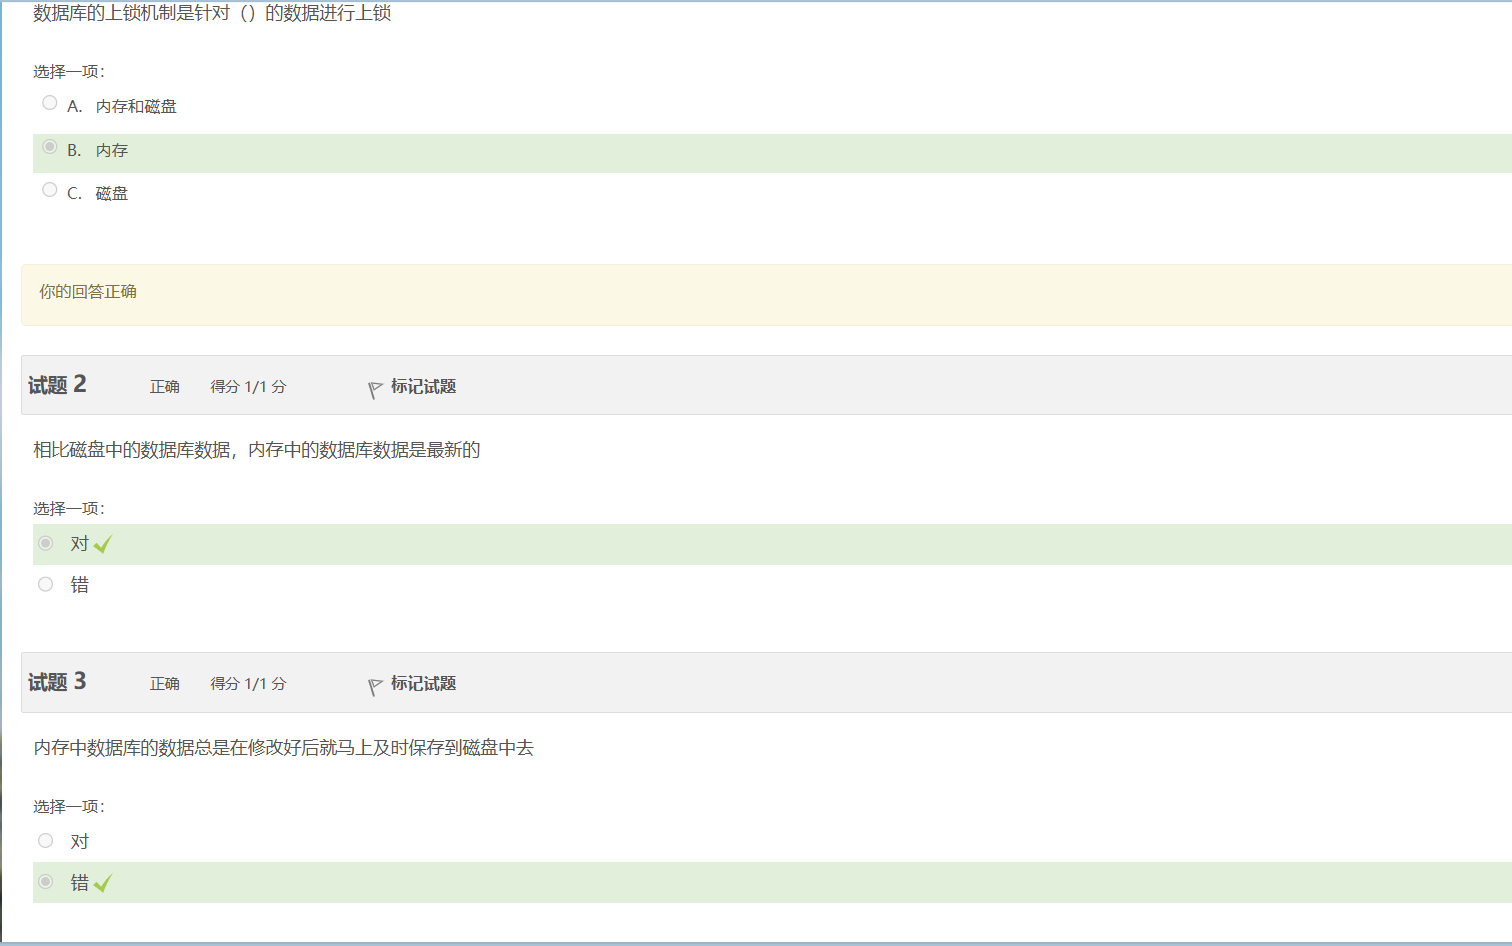 数据库的上锁机制是针对（）的数据进行上锁
选择一项：
A. 内存和磁盘
B. 内存
C. 磁盘
你的回答正确
试题 2 正确 得分 1/1 分 标记试题
相比磁盘中的数据库数据，内存中的数据库数据是最新的
选择一项：
对
错
试题 3 正确 得分 1/1 分 标记试题
内存中数据库的数据总是在修改好后就马上及时保存到磁盘中去
选择一项：
对
错